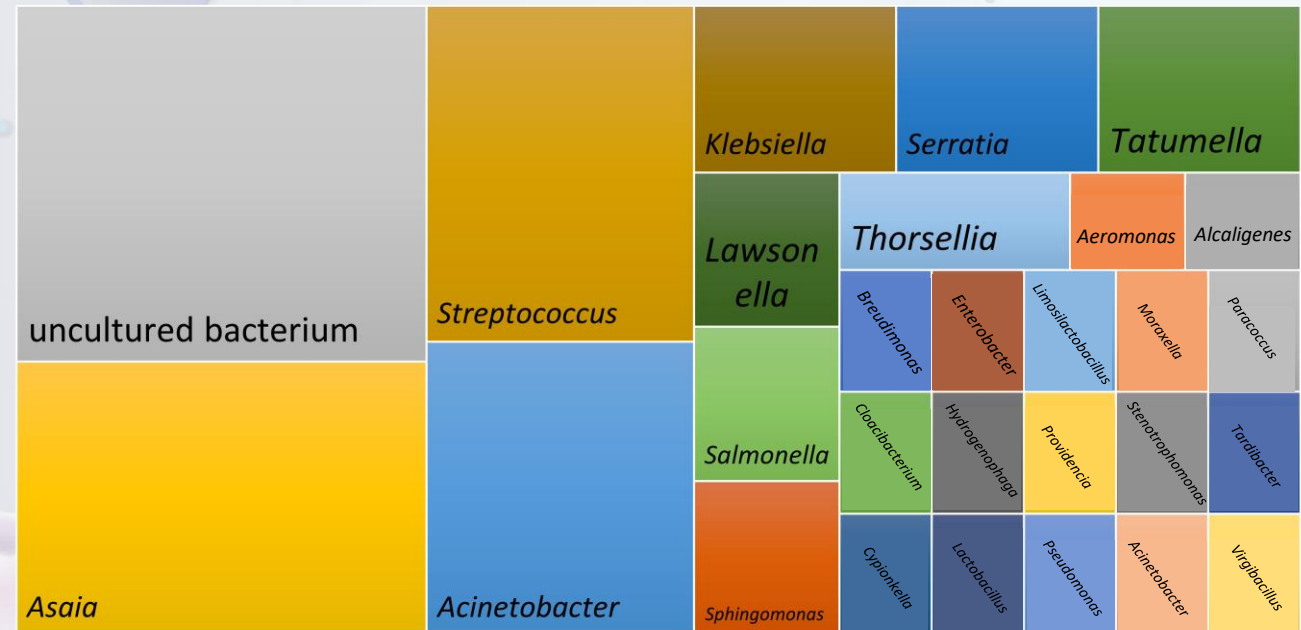 uncultured bacterium
Asaia
Streptococcus
Acinetobacter
Klebsiella
Serratia
Tatumella
Lawson
ella
Salmonella
Sphingomonas
Thorsellia
Aeromonas
Alcaligenes
Breudimonas
Enterobacter
Limosilactobacillus
Moraxella
Paracoccus
Cloacibacterium
Hydrogenophaga
Providencia
Stenotrophomonas
Tardibacter
Cypionkella
Lactobacillus
Pseudomonas
Acinetobacter
Virgibacillus